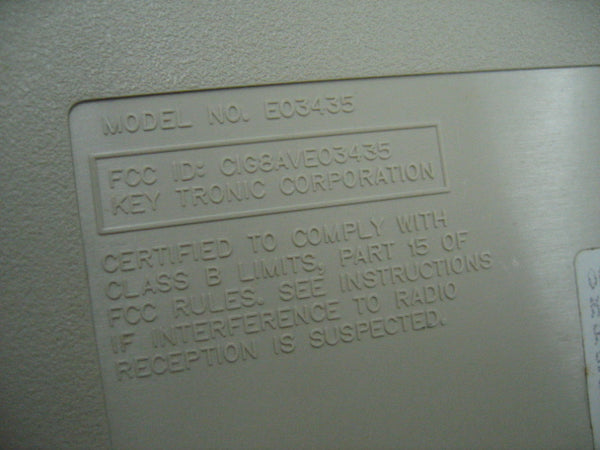 MODEL NO. E03435
FCC ID: CIG8AVE03435
KEY TRONIC CORPORATION
CERTIFIED TO COMPLY WITH
CLASS B LIMITS, PART 15 OF
FCC RULES. SEE INSTRUCTIONS
IF INTERFERENCE TO RADIO
RECEPTION IS SUSPECTED.